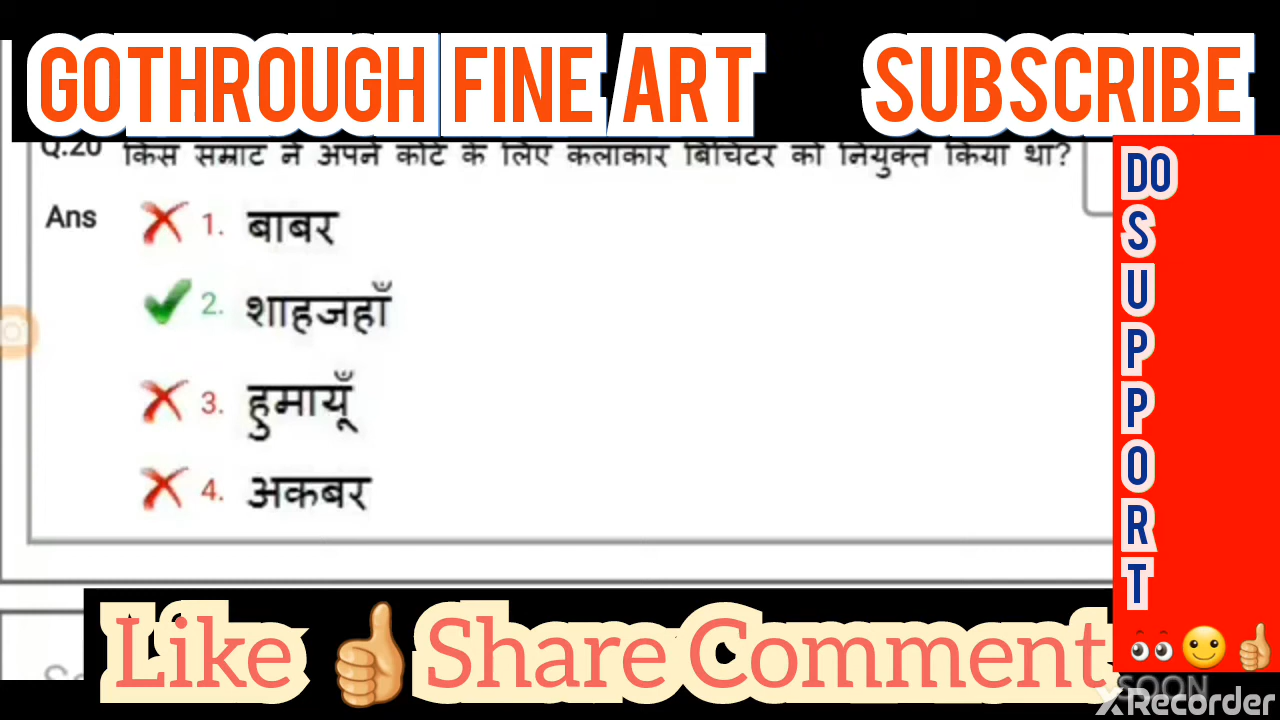 GOTHROUGH FINE ART SUBSCRIBE
Q.20 किस सम्राट ने अपने कोर्ट के लिए कलाकार बिचिटर को नियुक्त किया था?
Ans 1. बाबर
2. शाहजहाँ
3. हुमायूँ
4. अकबर
DO
S
U
P
P
O
R
T
Like 👍 Share Comment
👀🙂👍
SOON
XRecorder